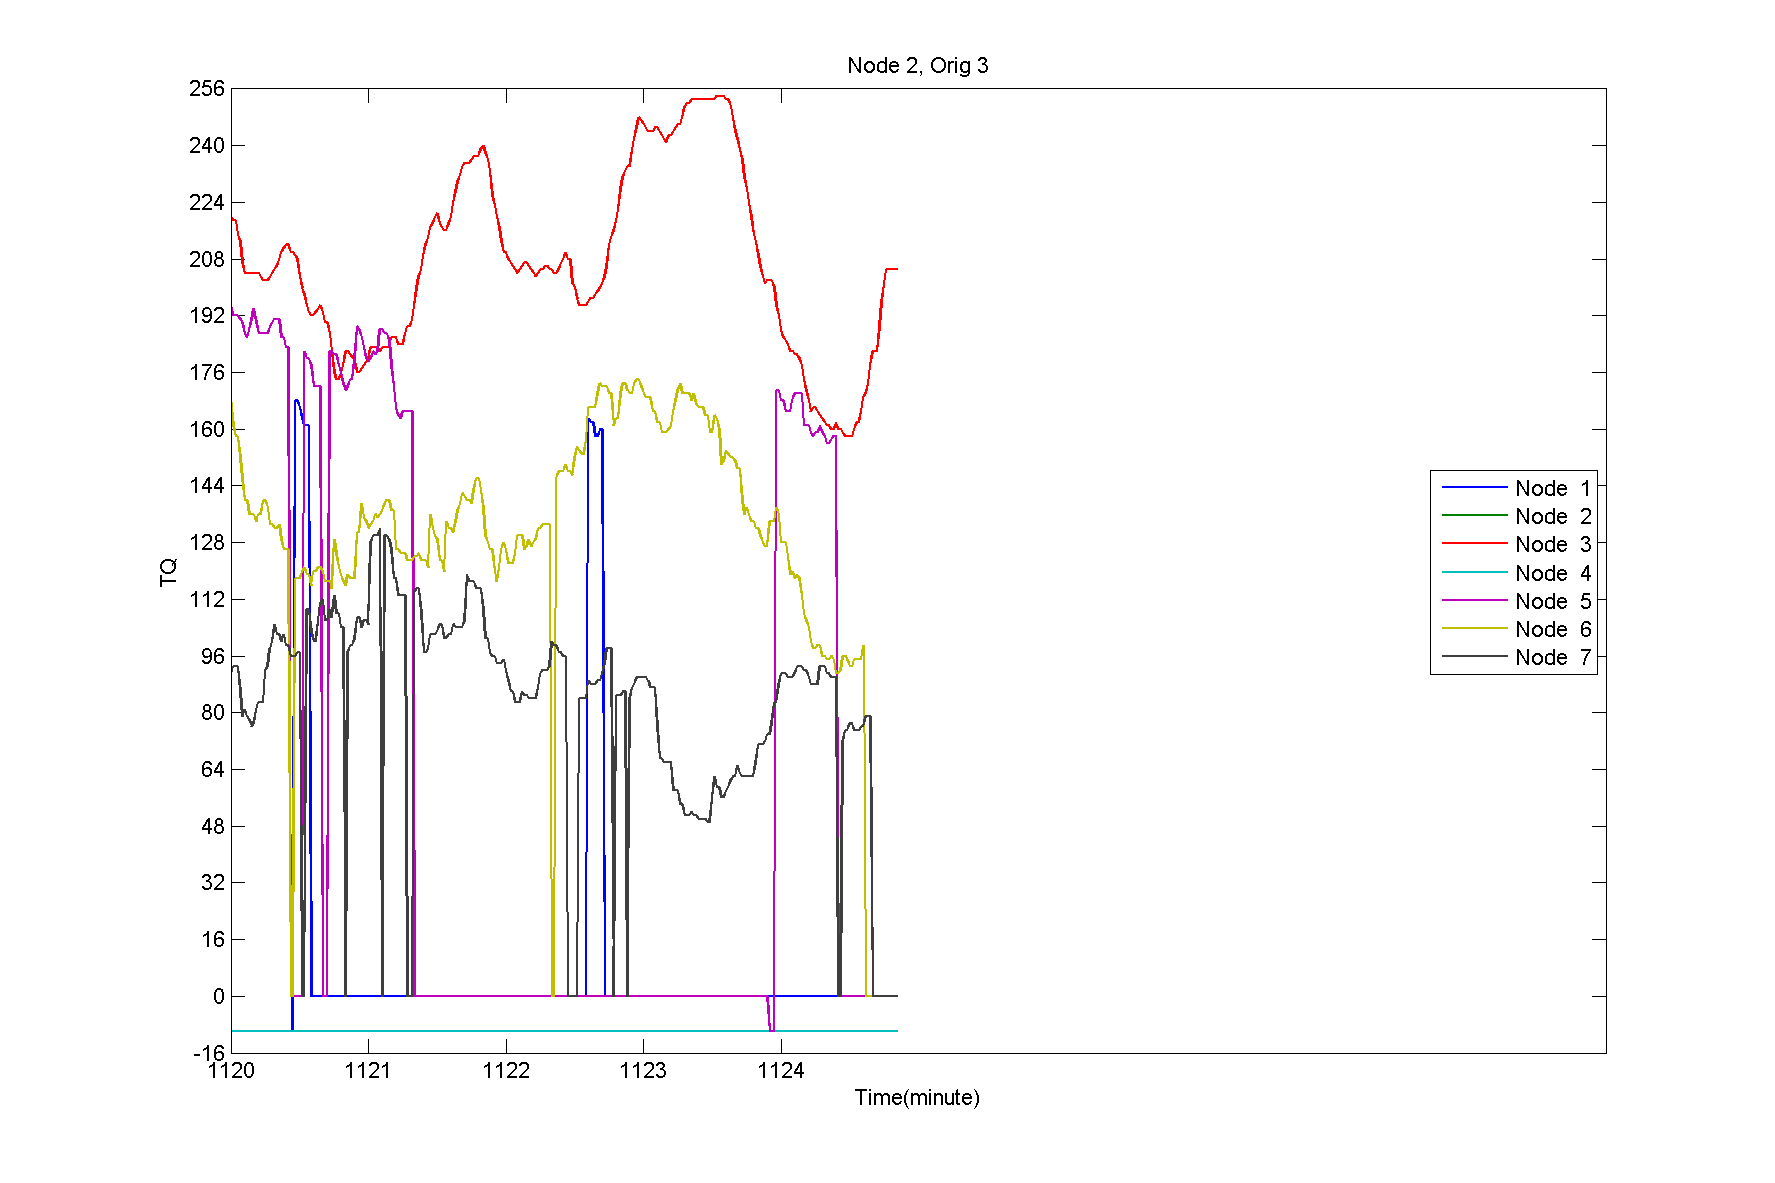 Node 2, Orig 3
256
240
224
208
192
176
160
144
128
112
96
80
64
48
32
16
0
-16
TQ
1120 1121 1122 1123 1124
Time(minute)
Node 1
Node 2
Node 3
Node 4
Node 5
Node 6
Node 7